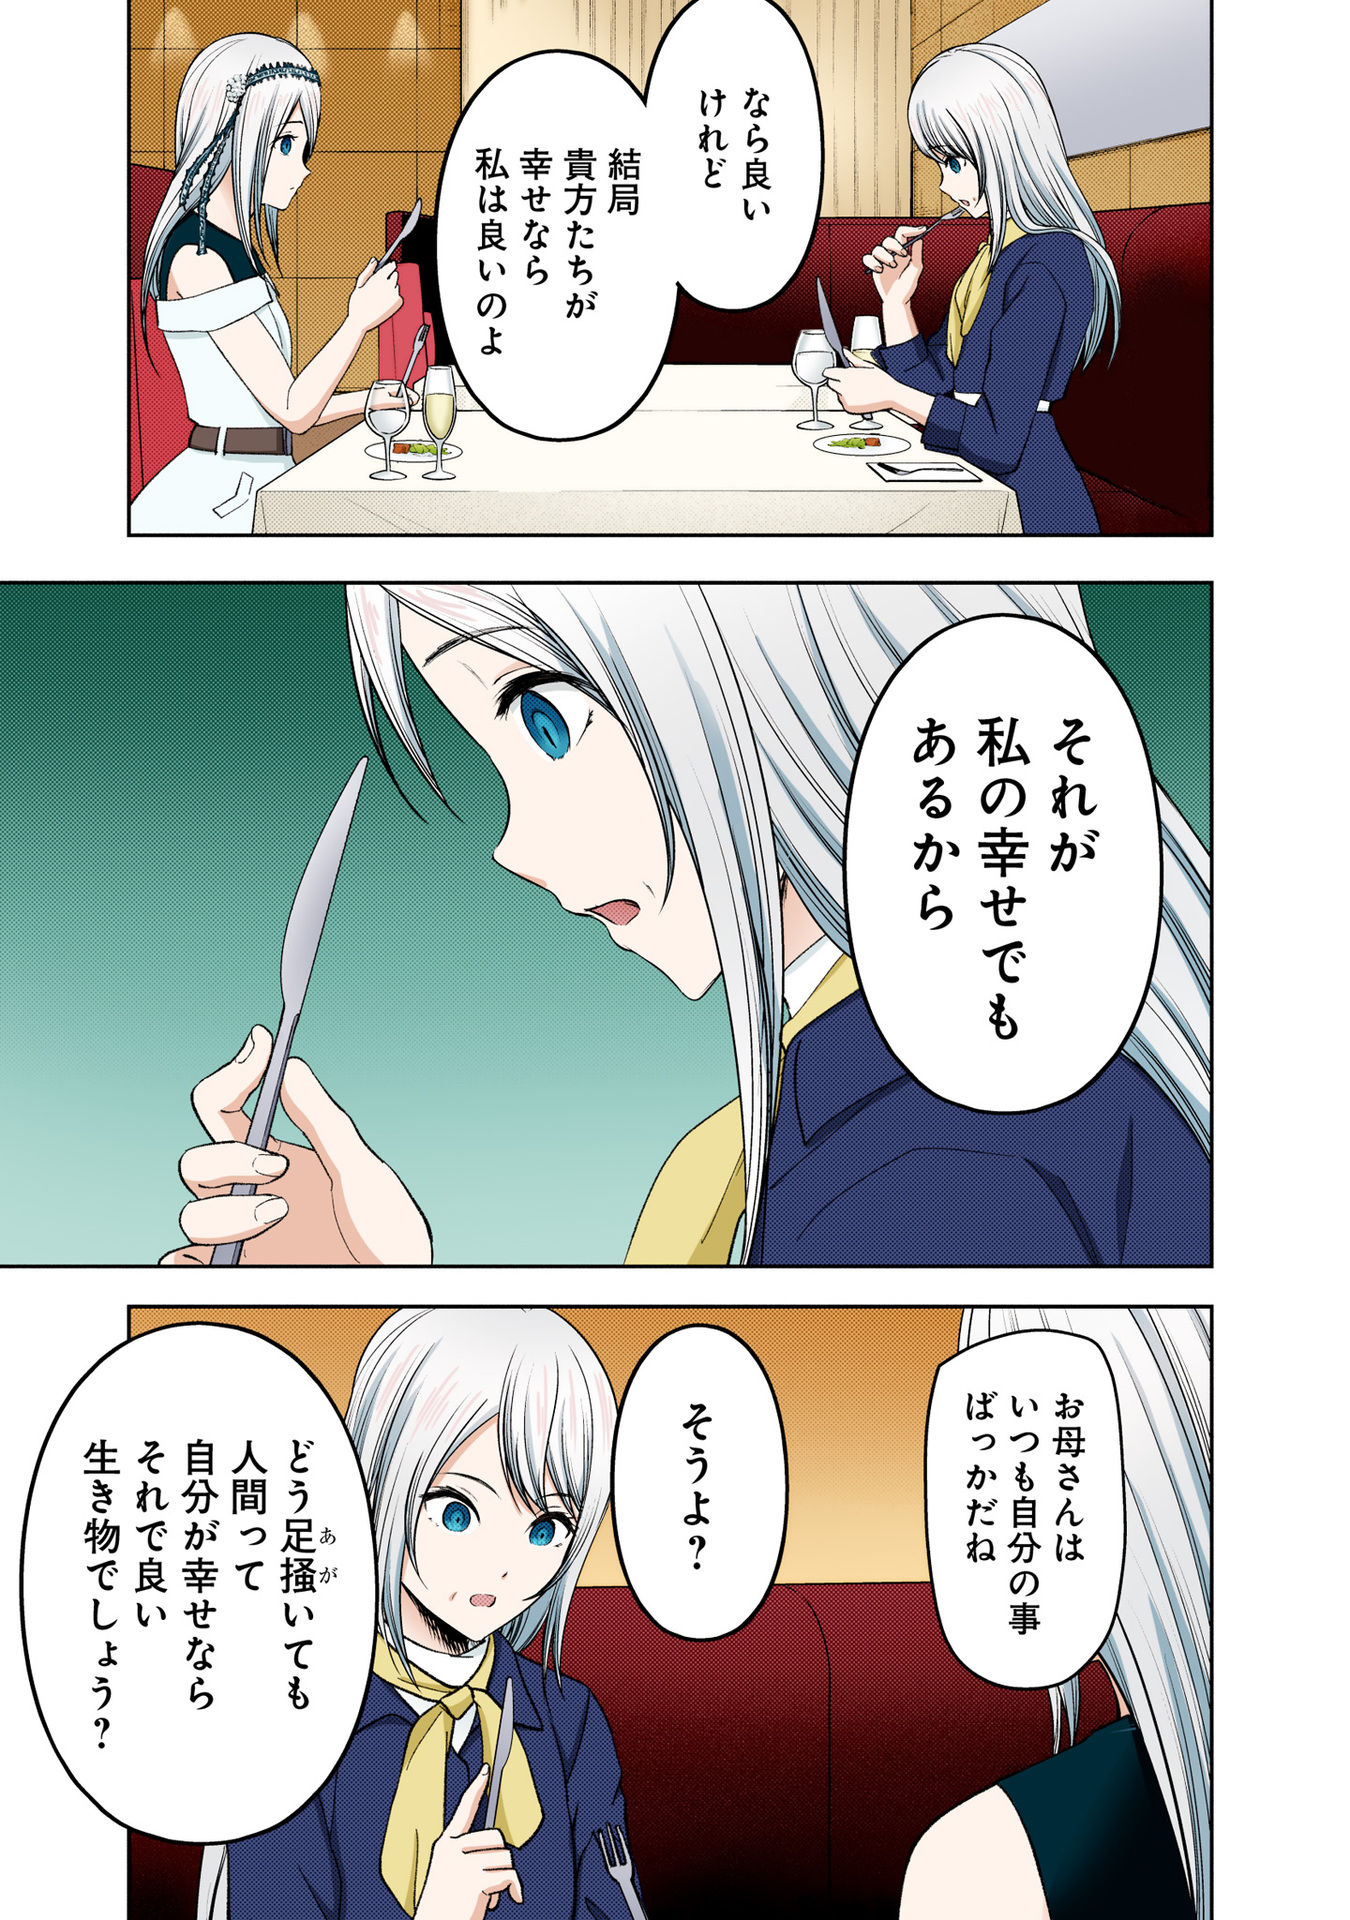 なら良い
けれど
結局
貴方たちが
幸せなら
私は良いのよ
それが
私の幸せでも
あるから
お母さんは
いつも自分の事
ばっかだね
そうよ？
どう足掻いても
あが
人間って
自分が幸せなら
それで良い
生き物でしょう？